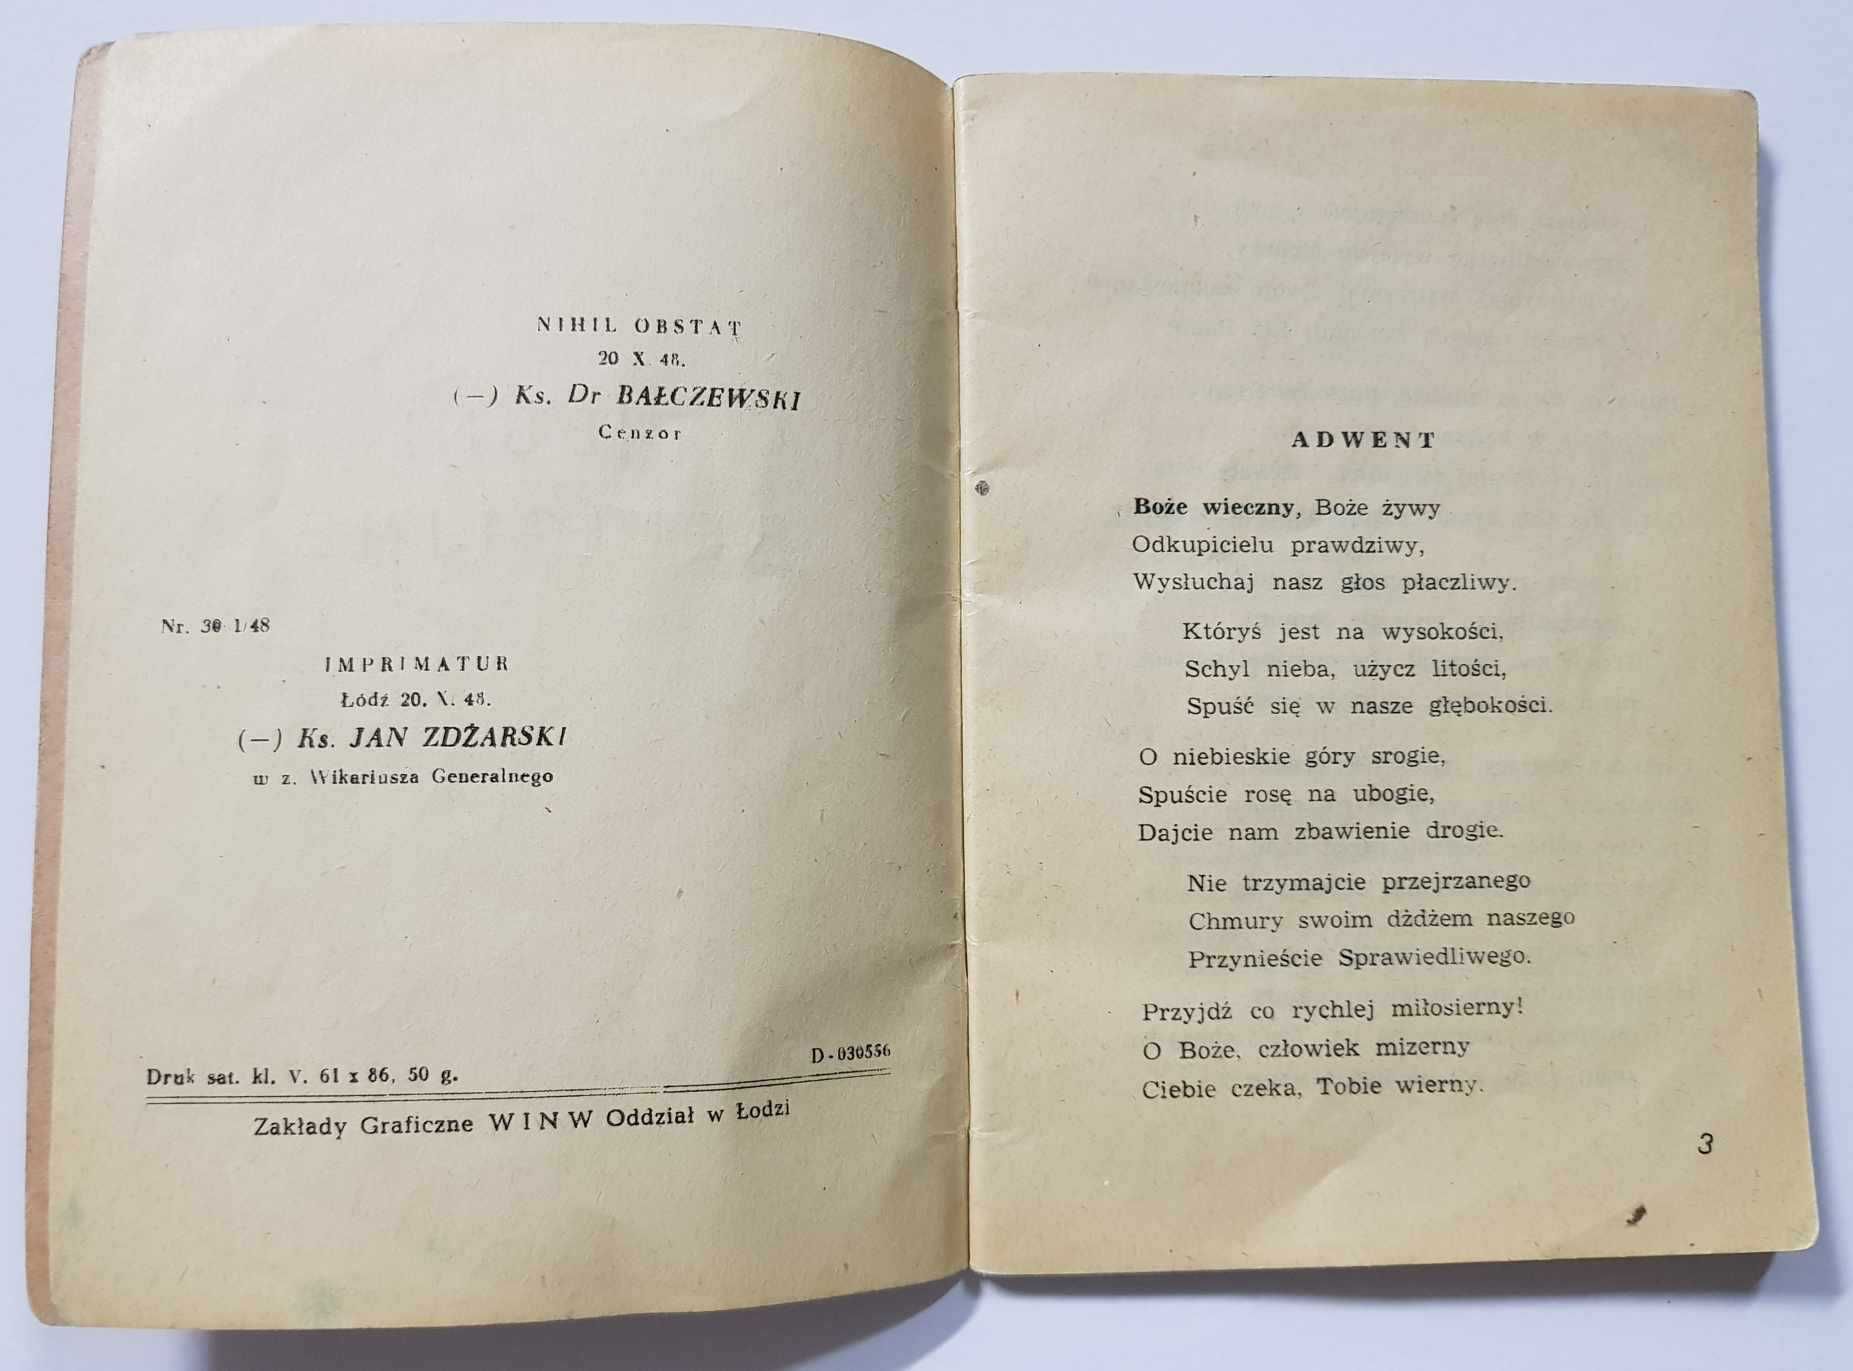 NIHIL OBSTAT
20 X. 48.
(—) Ks. Dr BAŁCZEWSKI
Cenzor
Nr. 30 1/48
IMPRIMATUR
Łódź 20. X. 48.
(—) Ks. JAN ZDŻARSKI
w z. Wikariusza Generalnego
D-030556
Druk sat. kl. V. 61 x 86, 50 g.
Zakłady Graficzne WINW Oddział w Łodzi
ADWENT
Boże wieczny, Boże żywy
Odkupicielu prawdziwy,
Wysłuchaj nasz głos płaczliwy.
Któryś jest na wysokości,
Schyl nieba, użycz litości,
Spuść się w nasze głębokości.
O niebieskie góry srogie,
Spuście rosę na ubogie,
Dajcie nam zbawienie drogie.
Nie trzymajcie przejrzanego
Chmury swoim dżdżem naszego
Przynieście Sprawiedliwego.
Przyjdź co rychlej miłosierny!
O Boże, człowiek mizerny
Ciebie czeka, Tobie wierny.
3